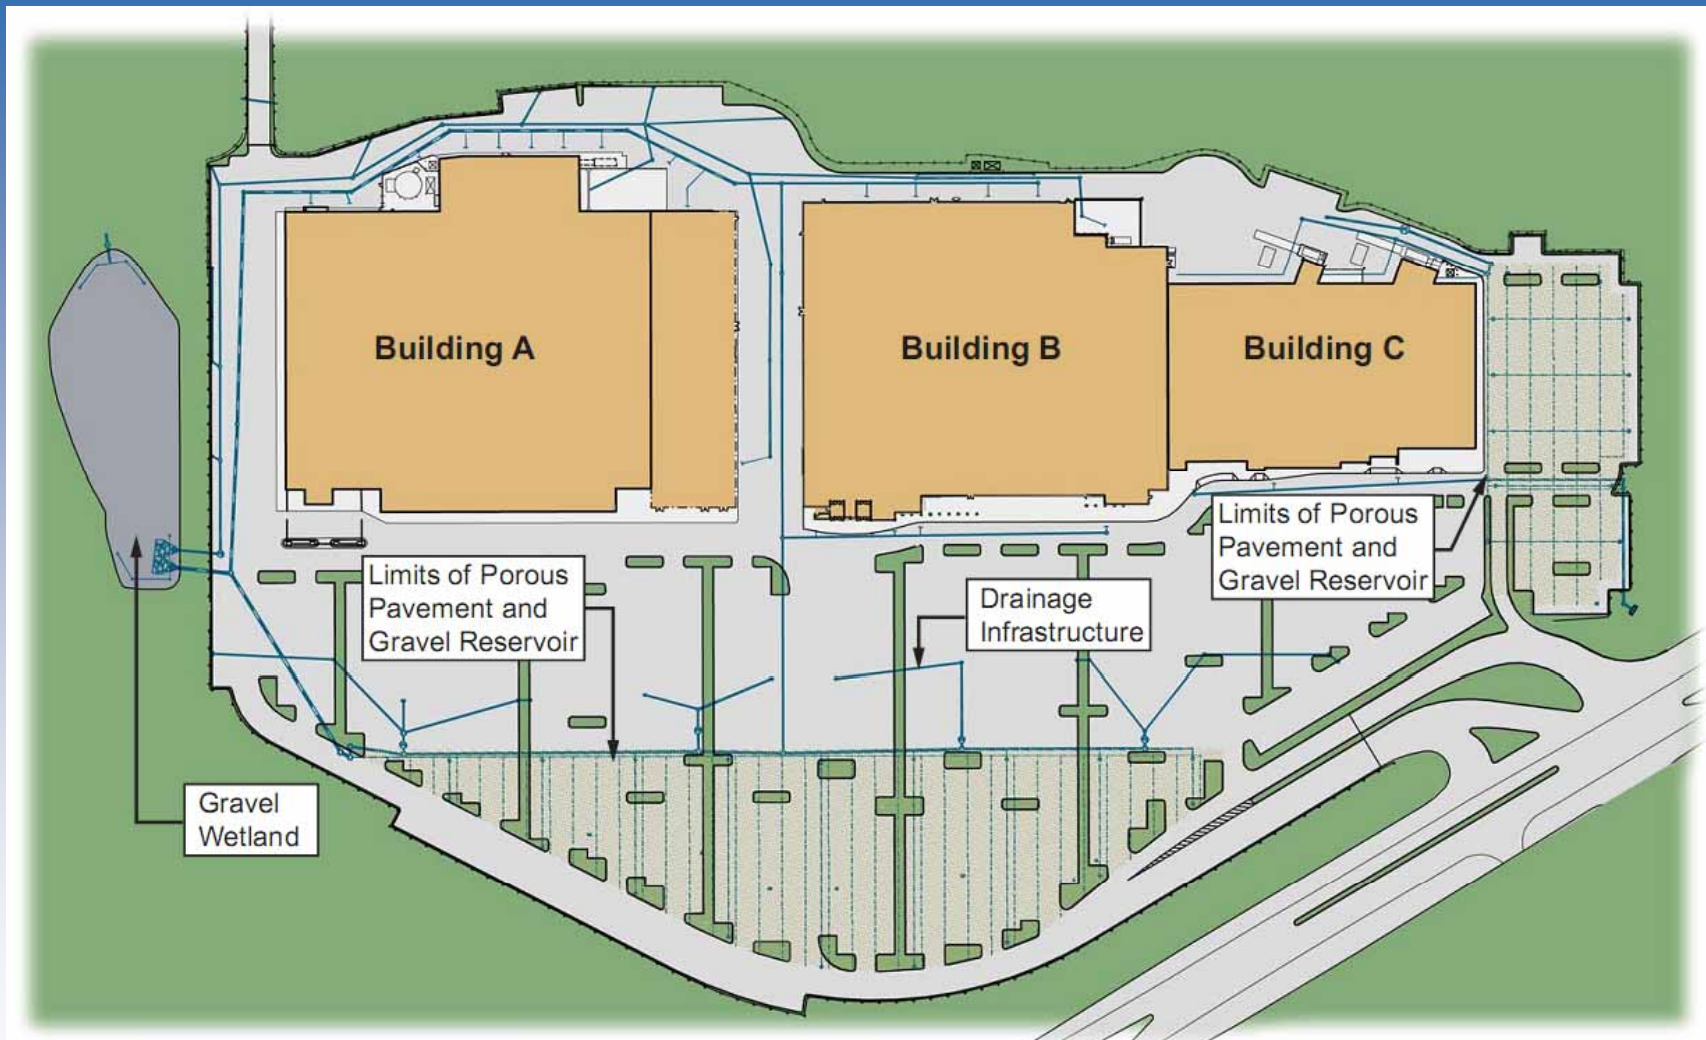 Building A
Building B
Building C
Limits of Porous
Pavement and
Gravel Reservoir
Limits of Porous
Pavement and
Gravel Reservoir
Drainage
Infrastructure
Gravel
Wetland